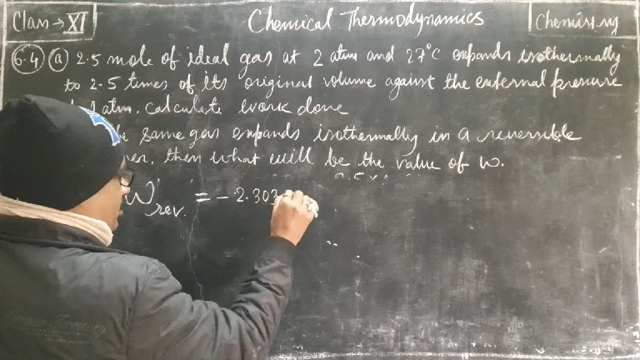 Class → XI
Chemical Thermodynamics
Chemistry
6.4 (a) 2.5 mole of ideal gas at 2 atm and 27°C expands isothermally
to 2.5 times of its original volume against the external pressure
1 atm. Calculate work done
same gas expands isothermally in a reversible
then what will be the value of W.
W rev. = - 2.303